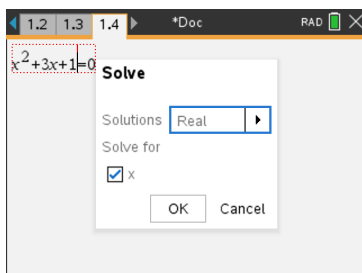 1.2 1.3 1.4 *Doc RAD
x²+3x+1=0
Solve
Solutions Real
Solve for
x
OK Cancel